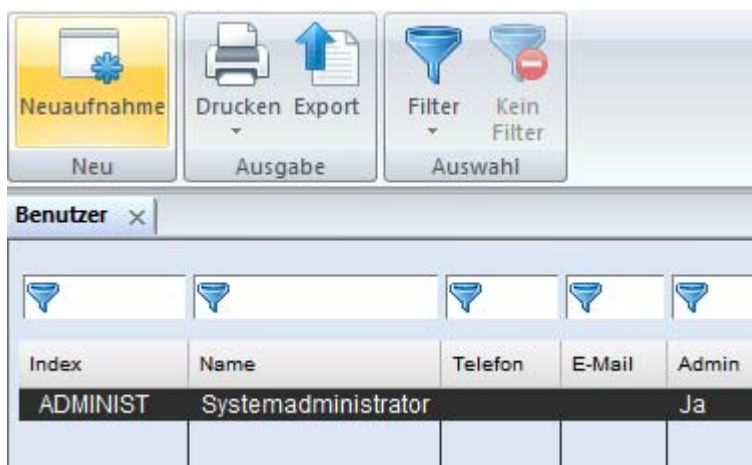 Neuaufnahme Drucken Export Filter Kein
Filter
Neu Ausgabe Auswahl
Benutzer
Index Name Telefon E-Mail Admin
ADMINIST Systemadministrator Ja